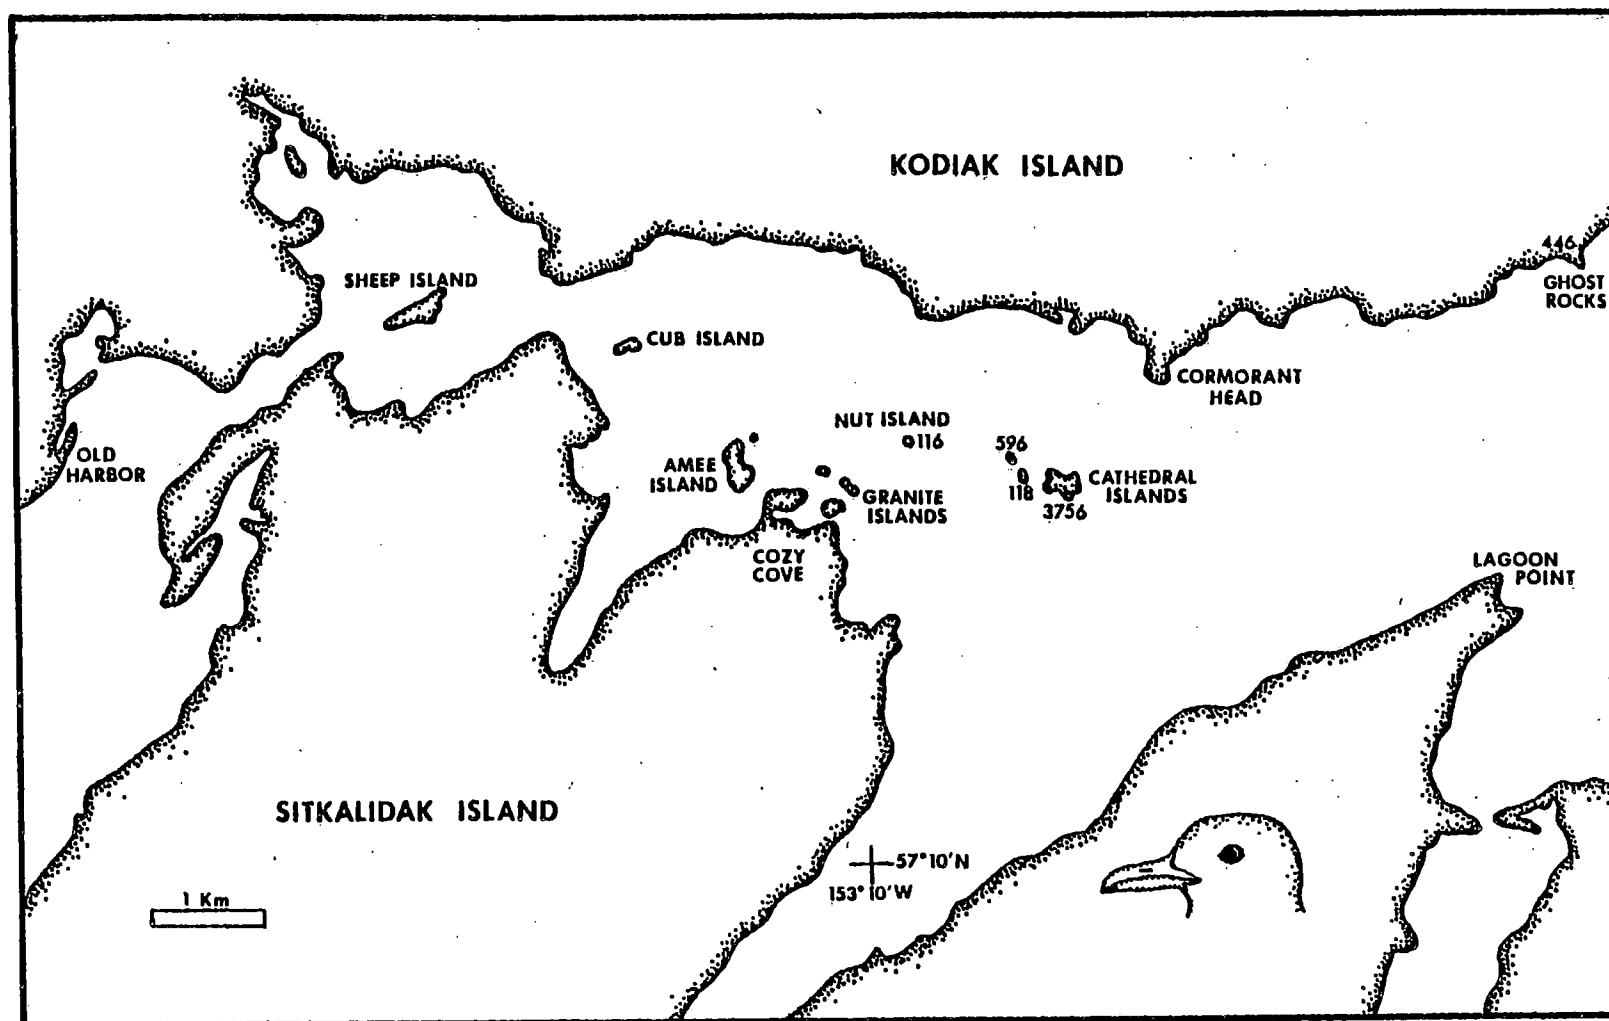 KODIAK ISLAND
446
GHOST
ROCKS
SHEEP ISLAND
CUB ISLAND
CORMORANT
HEAD
NUT ISLAND
116
596
OLD
HARBOR
AMEE
ISLAND
GRANITE
ISLANDS
118
CATHEDRAL
ISLANDS
3756
COZY
COVE
LAGOON
POINT
SITKALIDAK ISLAND
57°10'N
153°10'W
1 Km